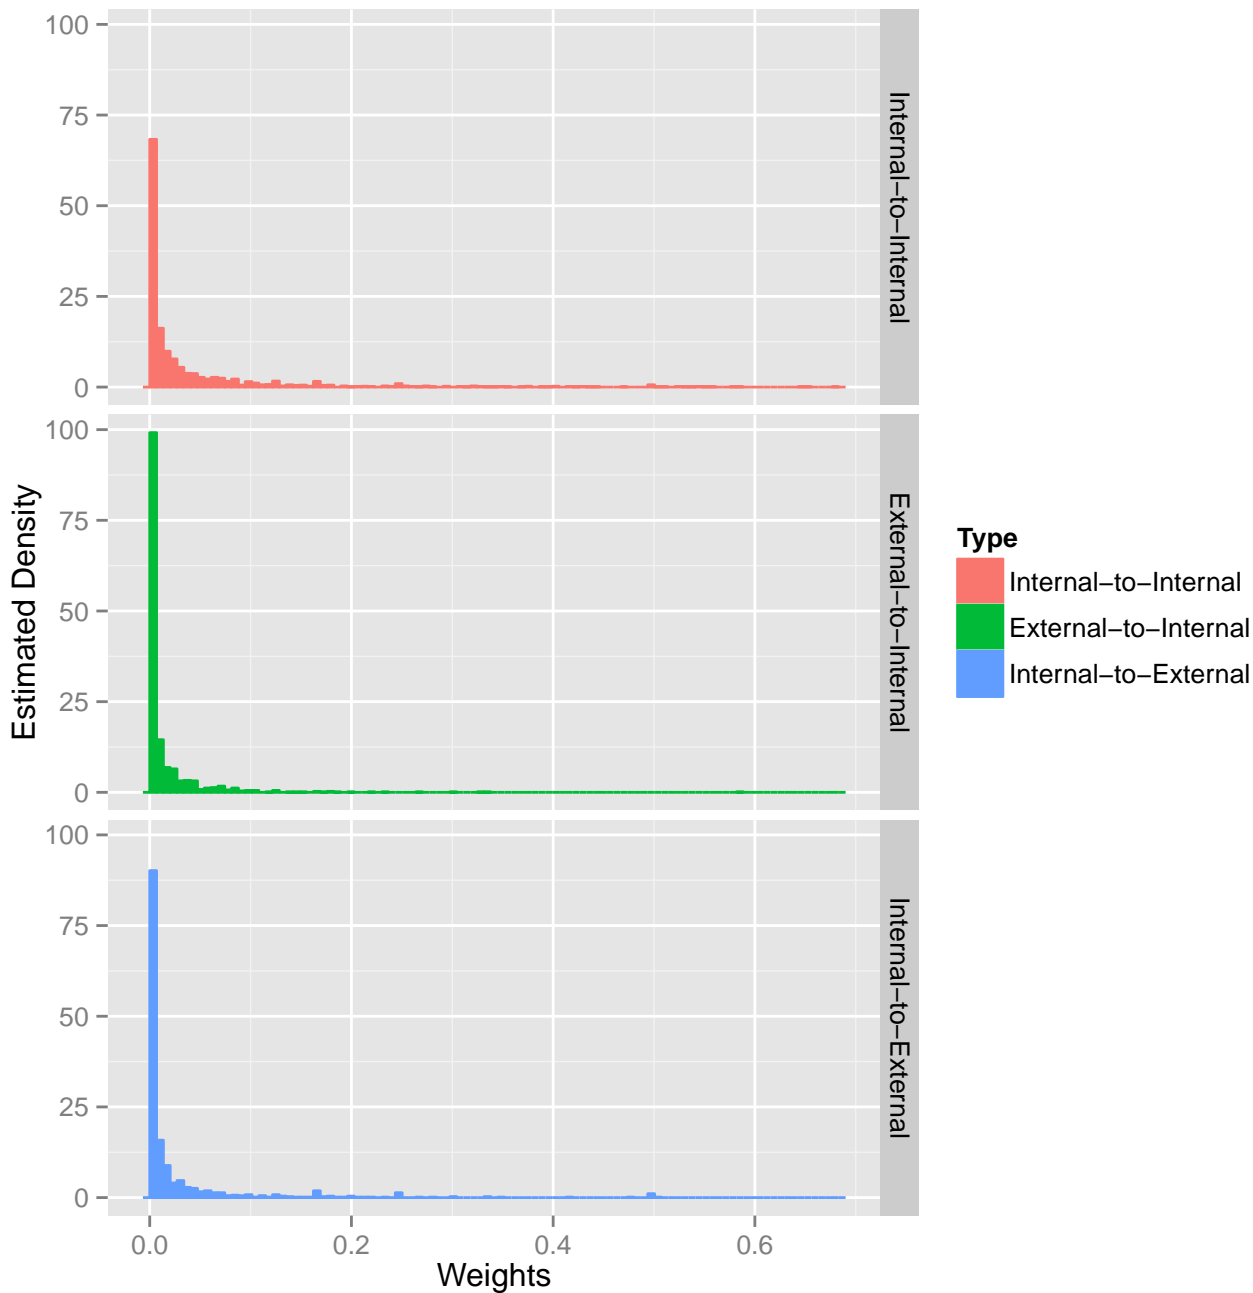 100
75
50
25
0
Internal−to−Internal
100
75
50
25
0
External−to−Internal
100
75
50
25
0
Internal−to−External
Estimated Density
0.0
0.2
0.4
0.6
Weights
Type
Internal−to−Internal
External−to−Internal
Internal−to−External